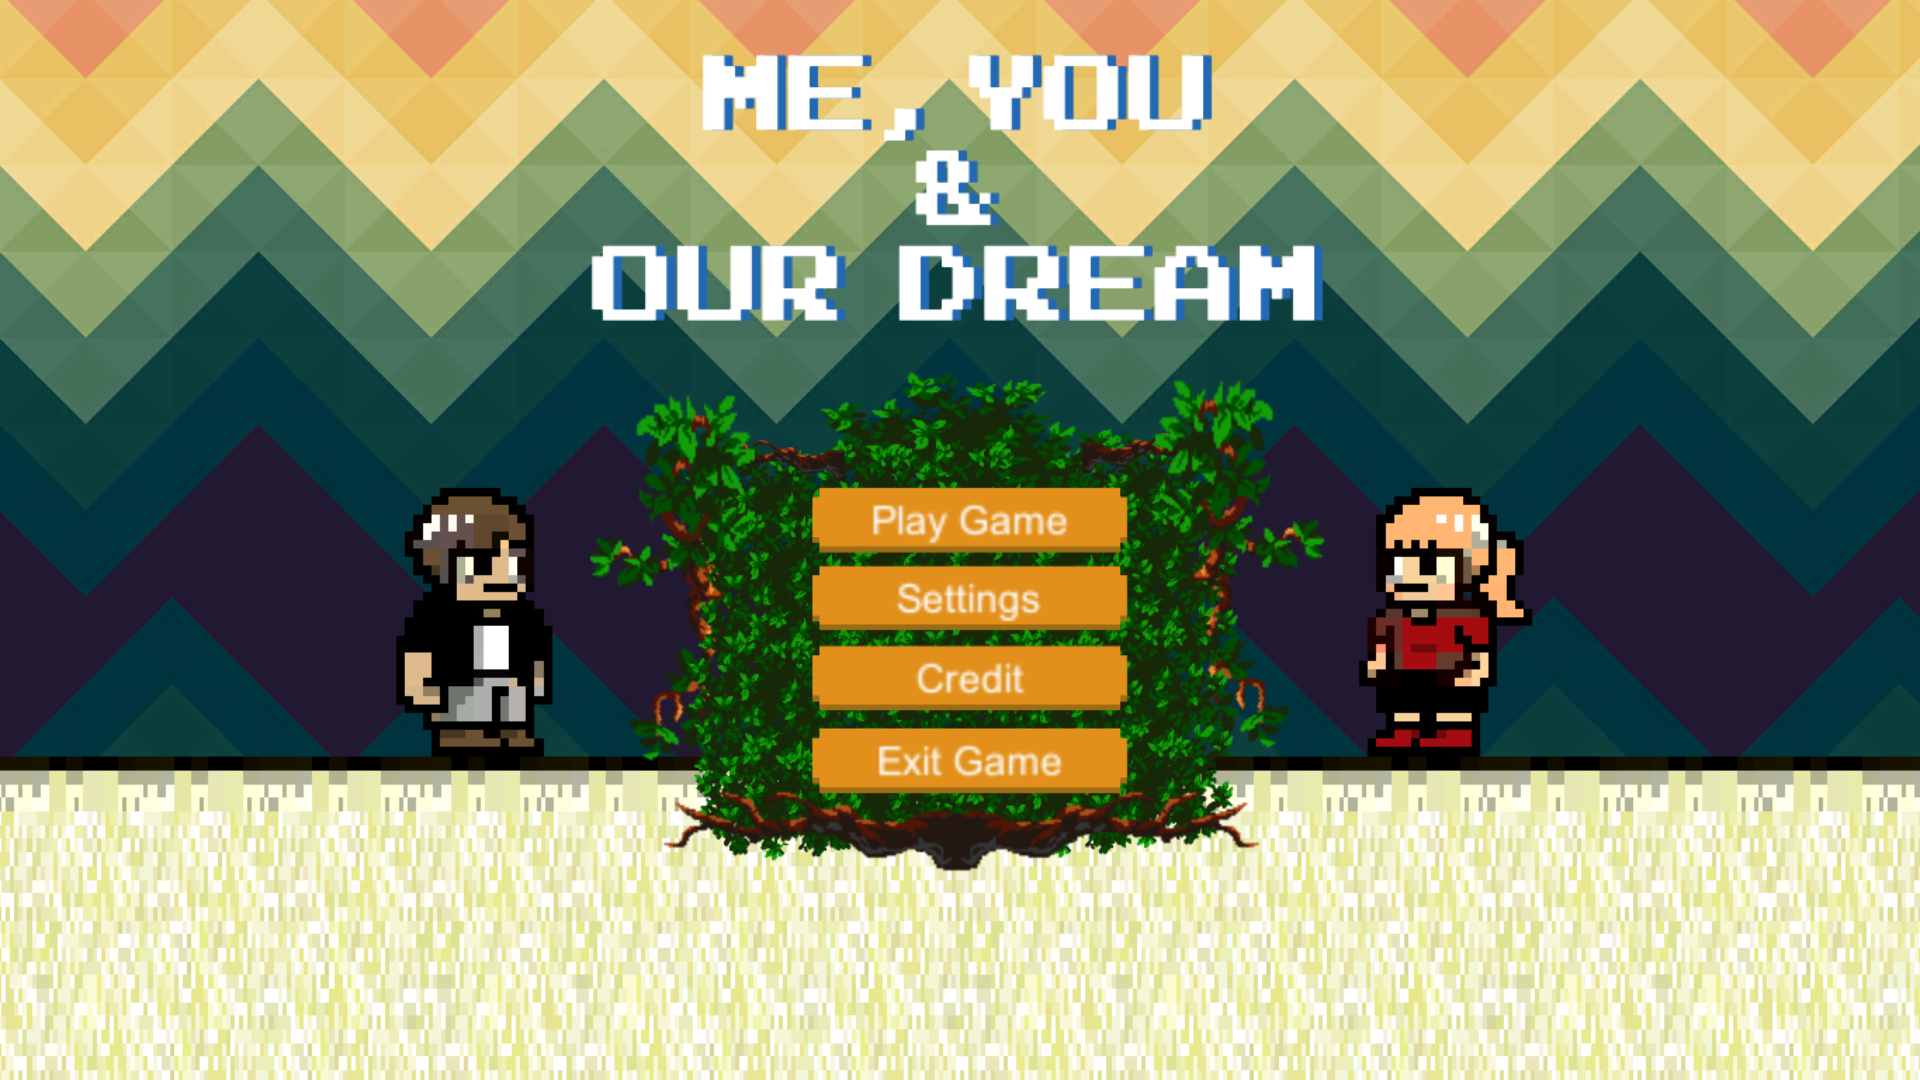 ME, YOU
&
OUR DREAM
Play Game
Settings
Credit
Exit Game